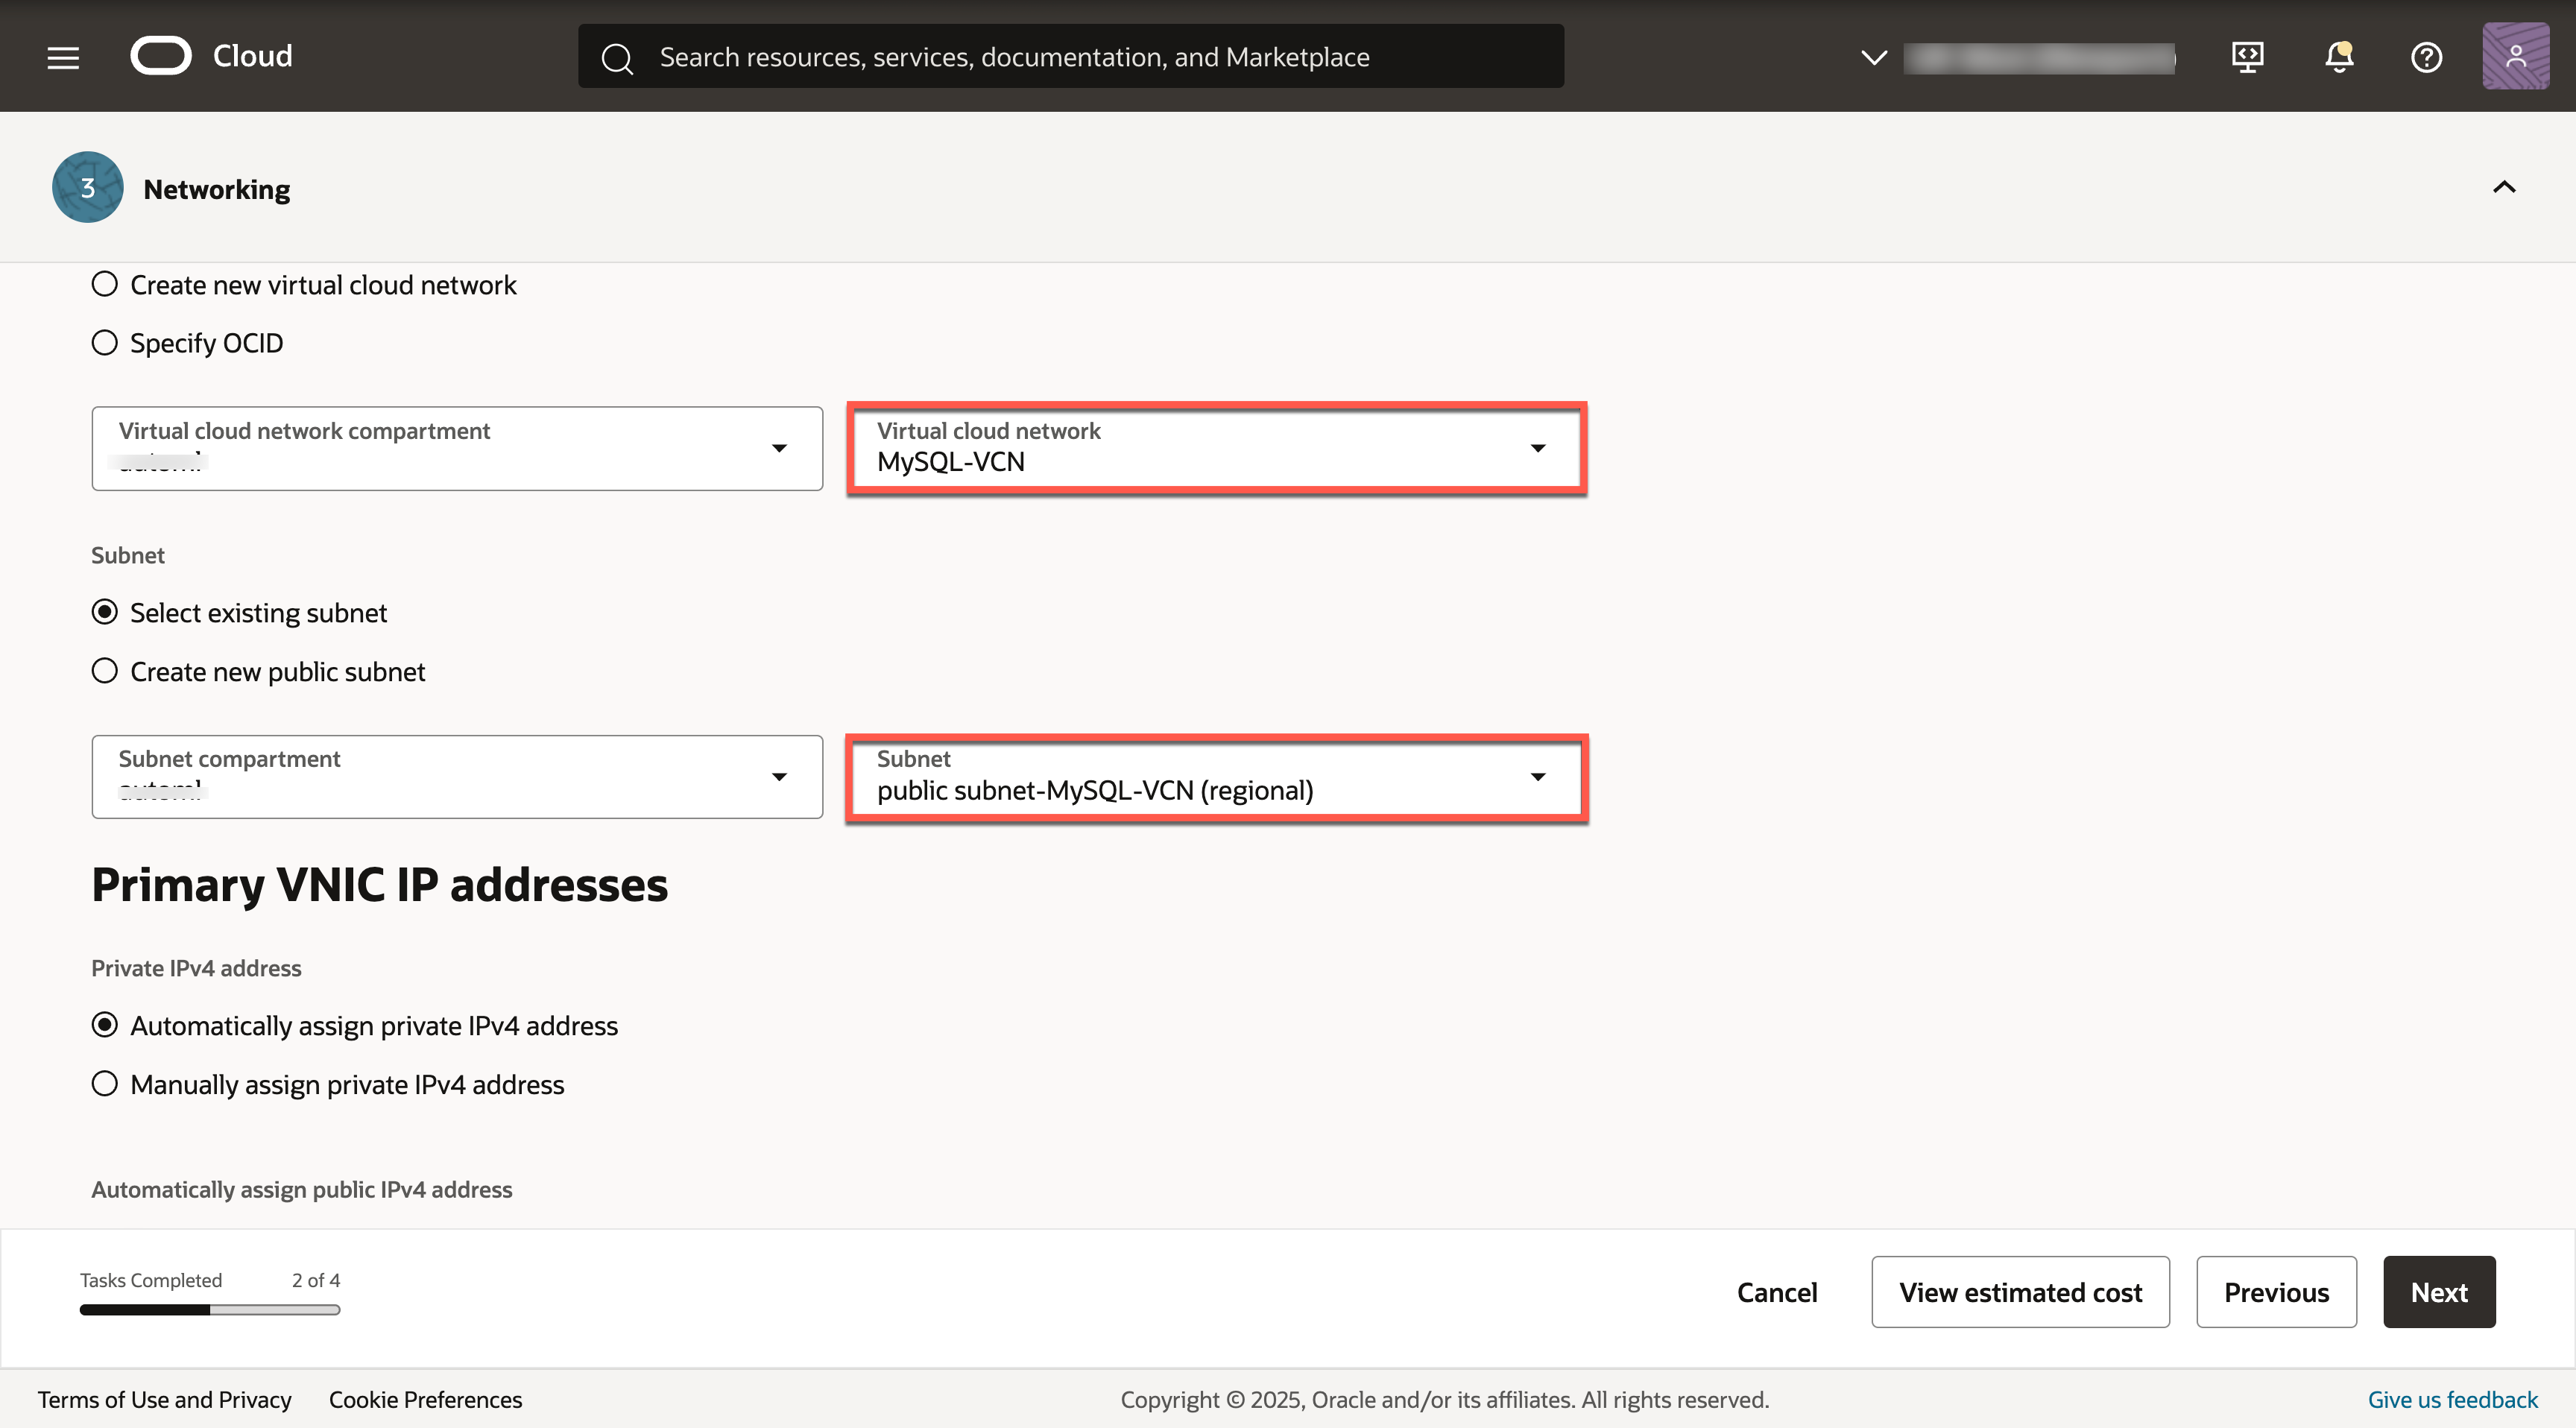 Cloud
Search resources, services, documentation, and Marketplace
3
Networking
Create new virtual cloud network
Specify OCID
Virtual cloud network compartment
Virtual cloud network
MySQL-VCN
Subnet
Select existing subnet
Create new public subnet
Subnet compartment
Subnet
public subnet-MySQL-VCN (regional)
Primary VNIC IP addresses
Private IPv4 address
Automatically assign private IPv4 address
Manually assign private IPv4 address
Automatically assign public IPv4 address
Tasks Completed 2 of 4
Cancel
View estimated cost
Previous
Next
Terms of Use and Privacy
Cookie Preferences
Copyright © 2025, Oracle and/or its affiliates. All rights reserved.
Give us feedback